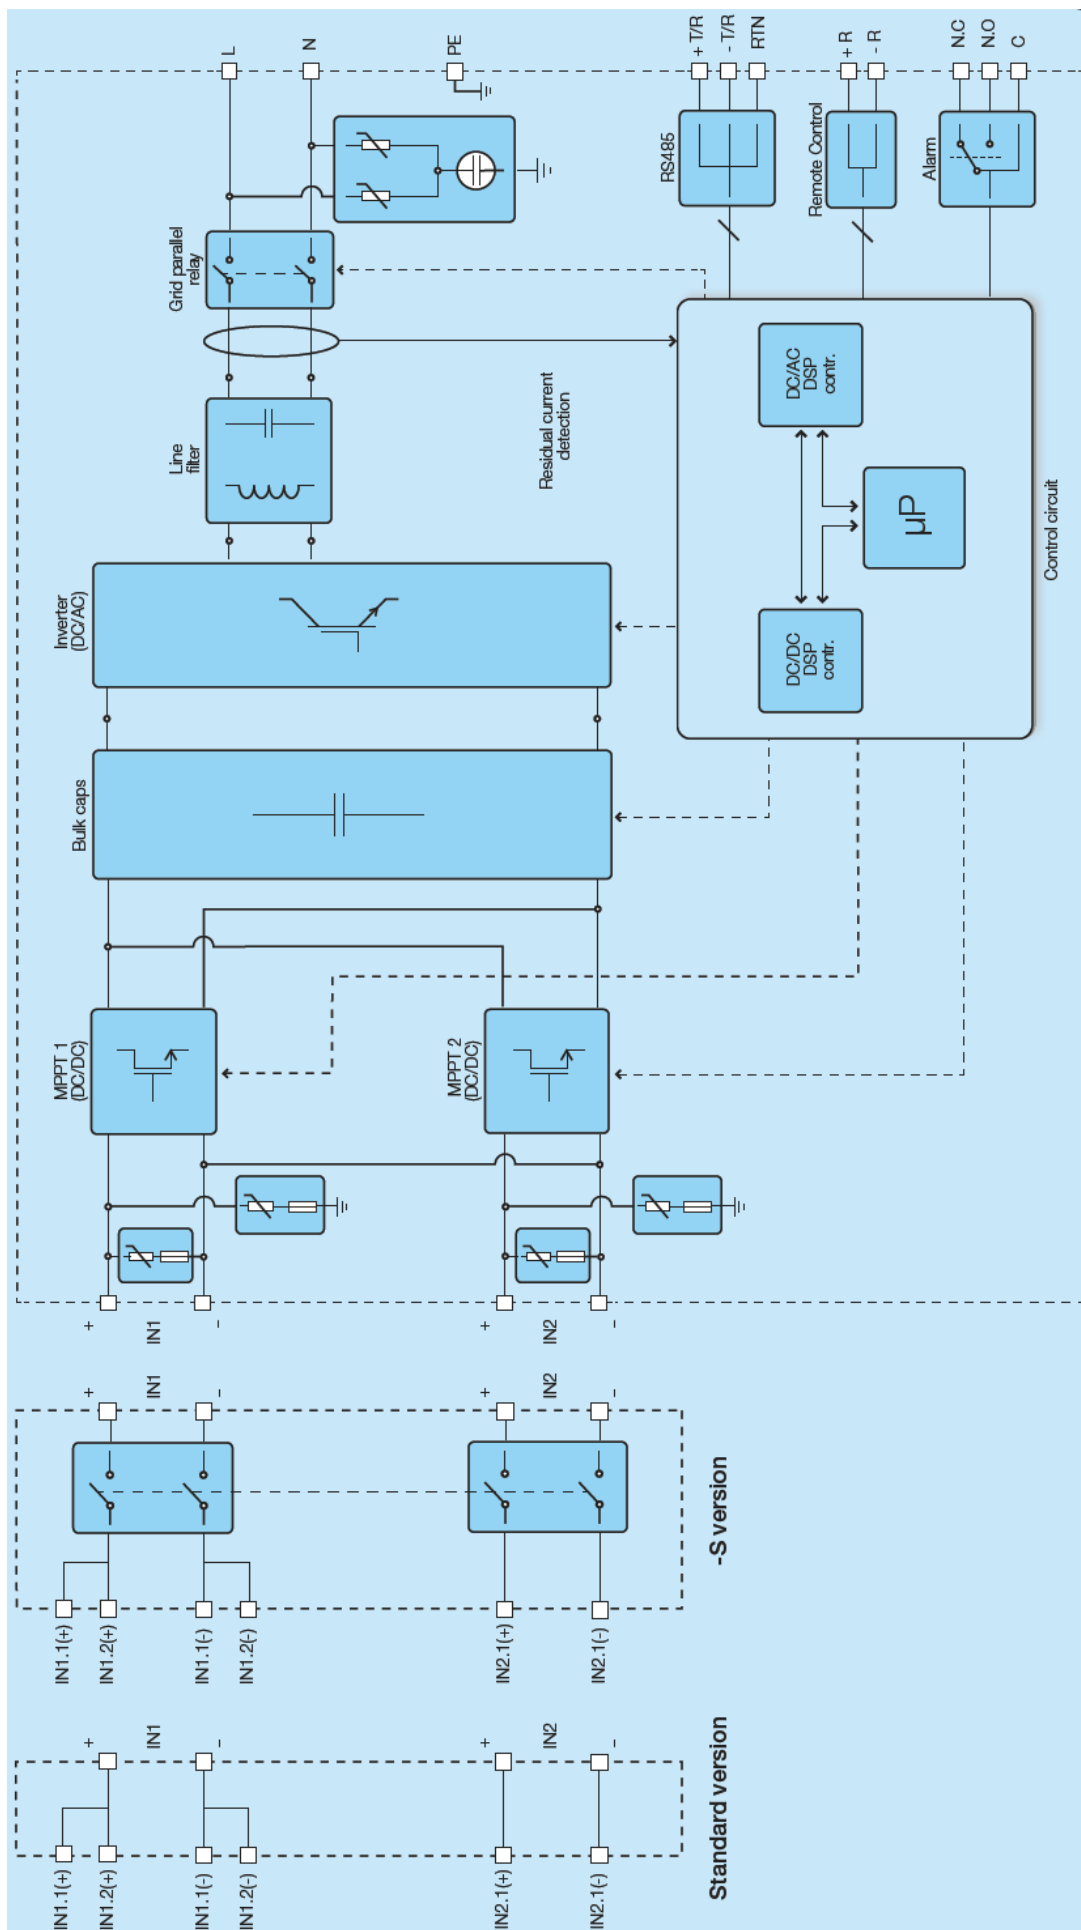 Standard version
IN1.1(+)
IN1.2(+)
IN1.1(-)
IN1.2(-)
IN2.1(+)
IN2.1(-)
+
IN1
-
+
IN2
-
-S version
IN1.1(+)
IN1.2(+)
IN1.1(-)
IN1.2(-)
IN2.1(+)
IN2.1(-)
+
IN1
-
+
IN2
-
+
IN1
-
+
IN2
-
MPPT 1
(DC/DC)
MPPT 2
(DC/DC)
Bulk caps
Inverter
(DC/AC)
Line
filter
Grid parallel
relay
Residual current
detection
DC/DC
DSP
contr.
DC/AC
DSP
contr.
µP
Control circuit
RS485
Remote Control
Alarm
L
N
PE
+ T/R
- T/R
RTN
+ R
- R
N.C
N.O
C